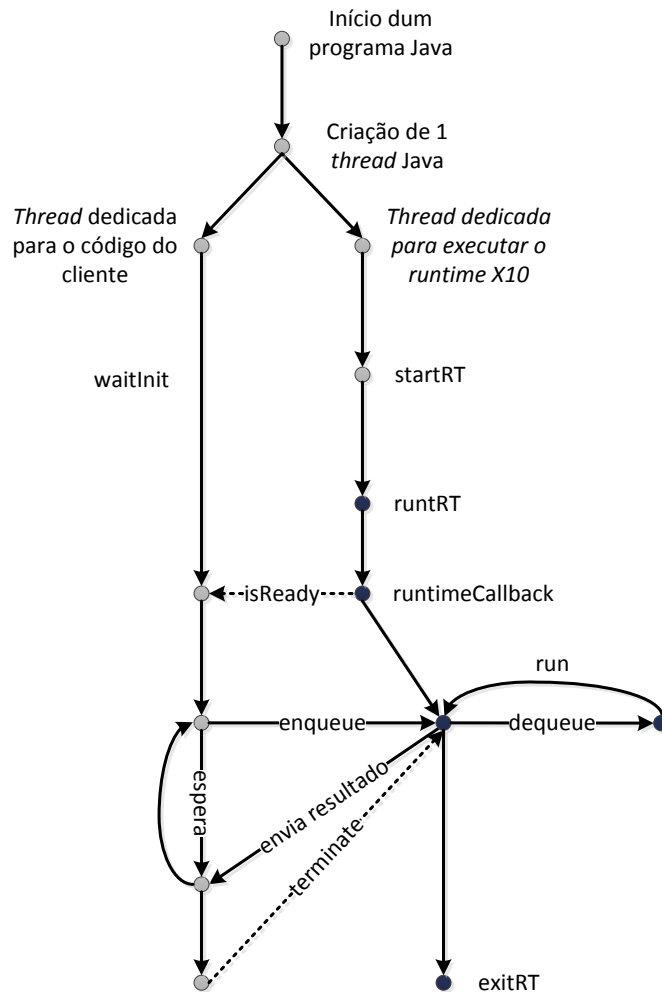 Início dum
programa Java
Criação de 1
thread Java
Thread dedicada
para o código do
cliente
Thread dedicada
para executar o
runtime X10
waitInit
startRT
runtRT
isReady
runtimeCallback
run
enqueue
dequeue
espera
envia resultado
terminate
exitRT